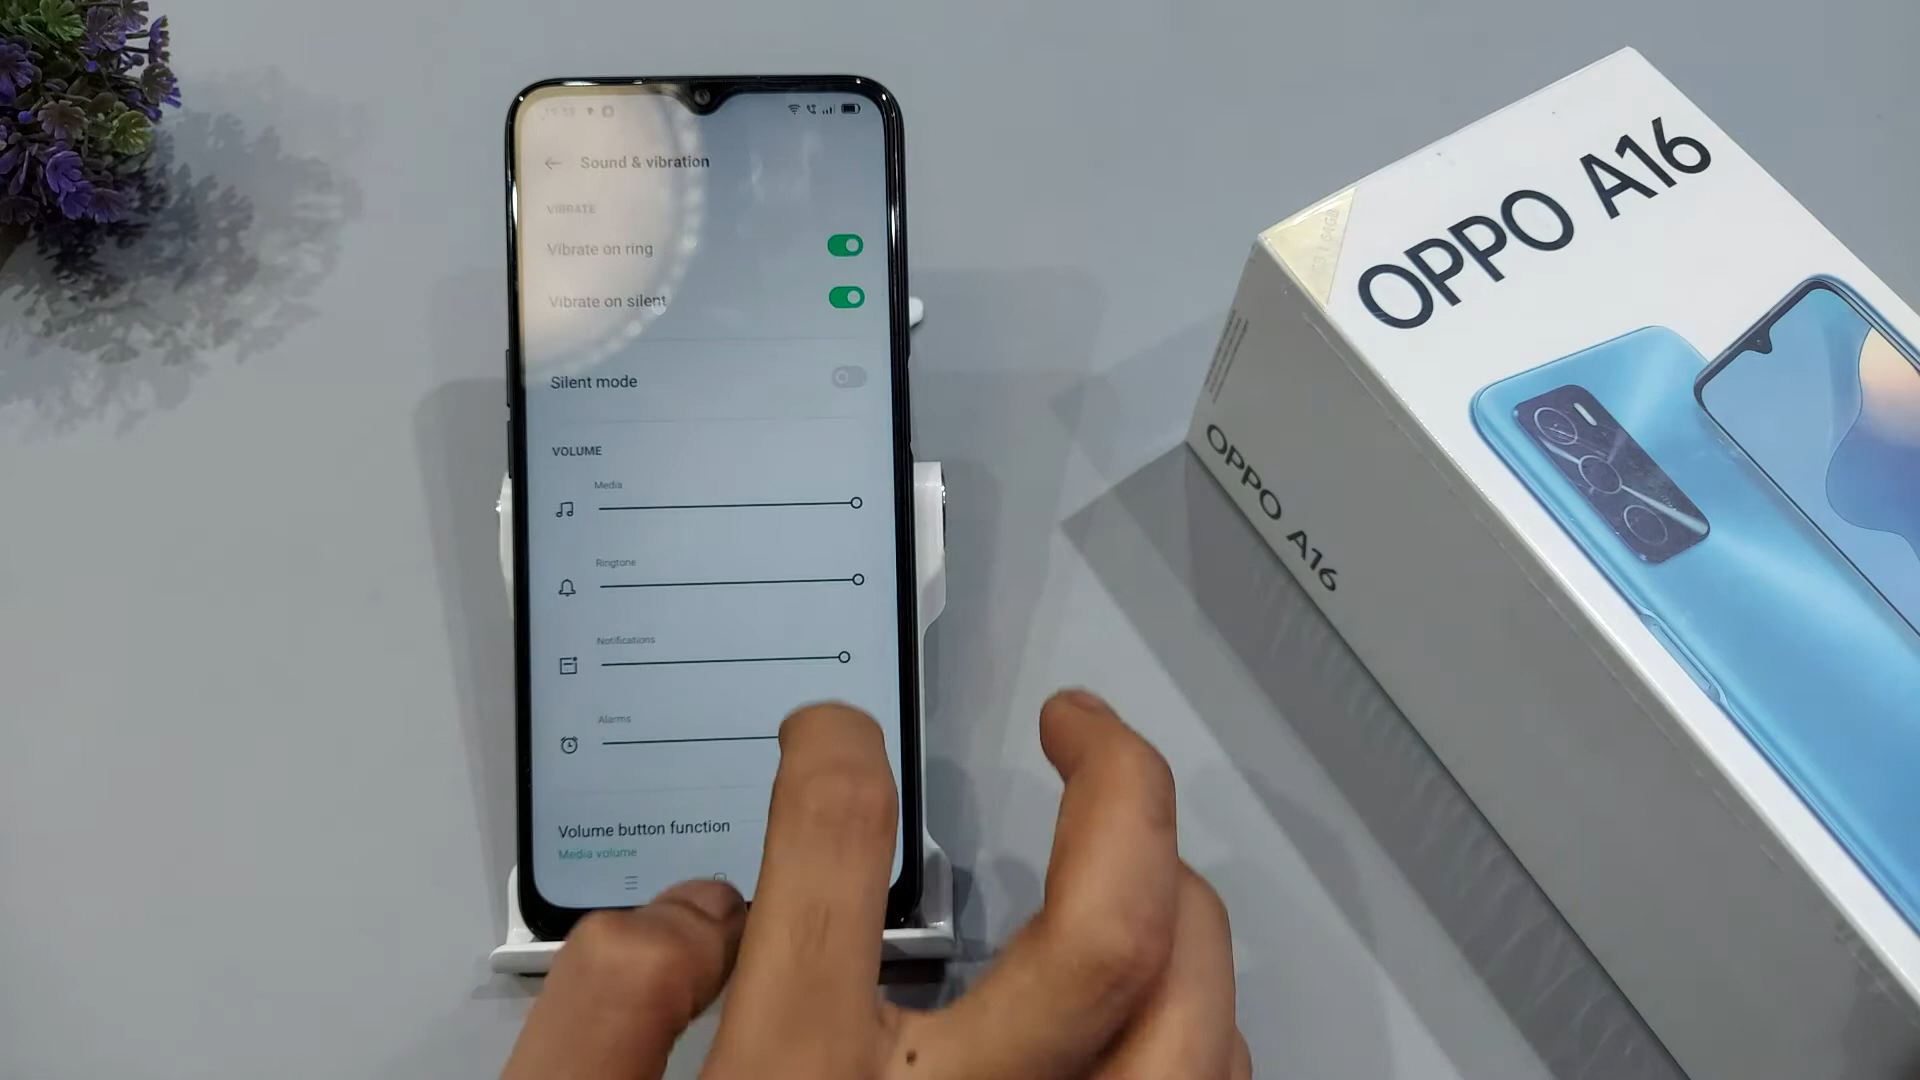 Sound & vibration
VIBRATE
Vibrate on ring
Vibrate on silent
Silent mode
VOLUME
Media
Ringtone
Notifications
Alarms
Volume button function
Media volume
OPPO A16
OPPO A16